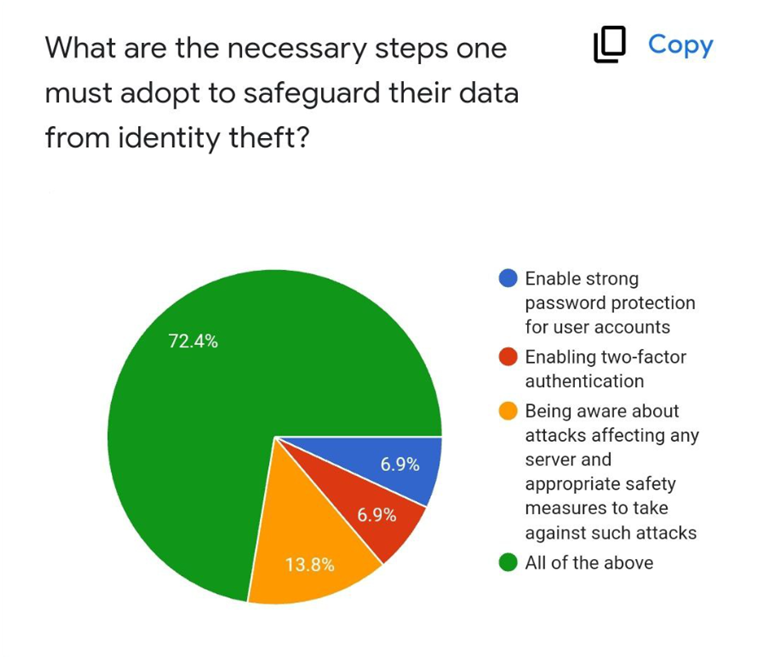 What are the necessary steps one
must adopt to safeguard their data
from identity theft?
Copy
72.4%
6.9%
6.9%
13.8%
Enable strong
password protection
for user accounts
Enabling two-factor
authentication
Being aware about
attacks affecting any
server and
appropriate safety
measures to take
against such attacks
All of the above